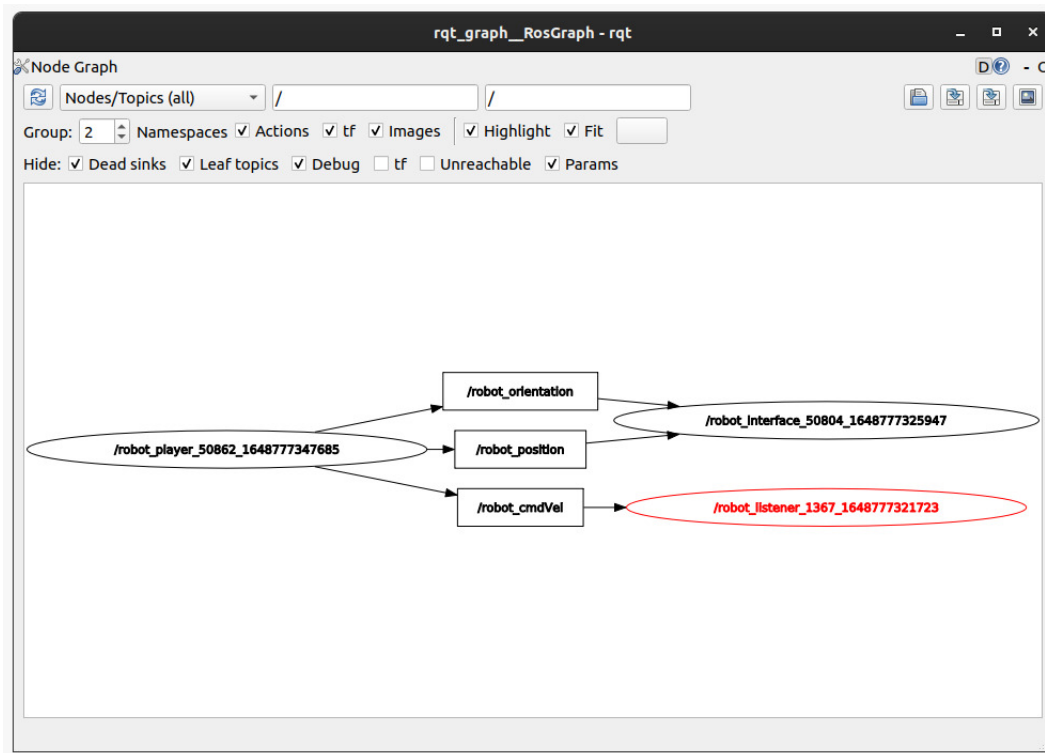 rqt_graph__RosGraph - rqt
Node Graph
D - C
Nodes/Topics (all) / /
Group: 2 Namespaces Actions tf Images Highlight Fit
Hide: Dead sinks Leaf topics Debug tf Unreachable Params
/robot_orientation
/robot_interface_50804_1648777325947
/robot_player_50862_1648777347685
/robot_position
/robot_cmdVel
/robot_listener_1367_1648777321723